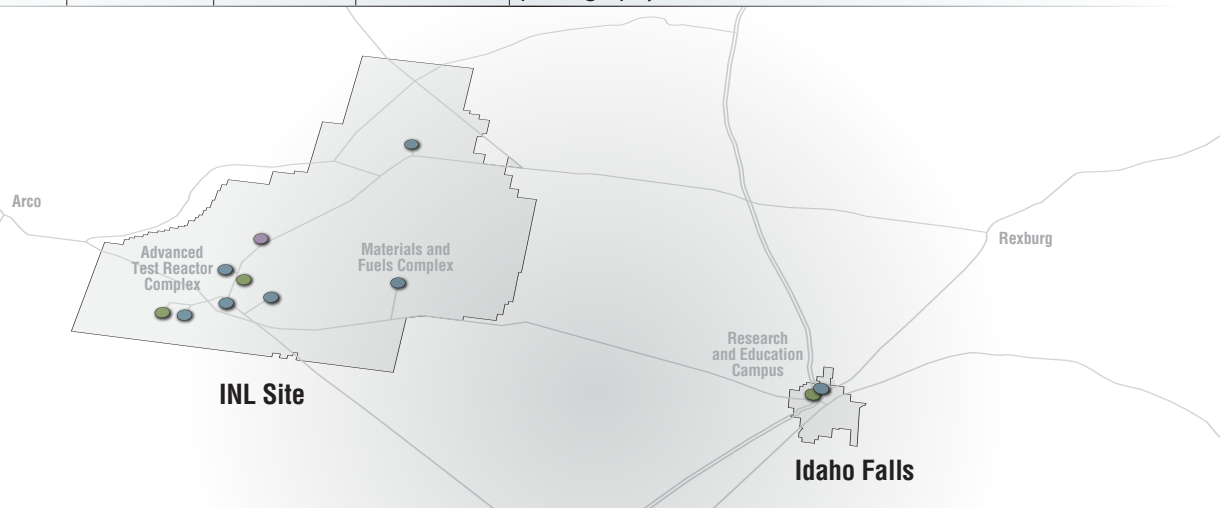 Arco
Advanced
Test Reactor
Complex
Materials and
Fuels Complex
Rexburg
Research
and Education
Campus
INL Site
Idaho Falls